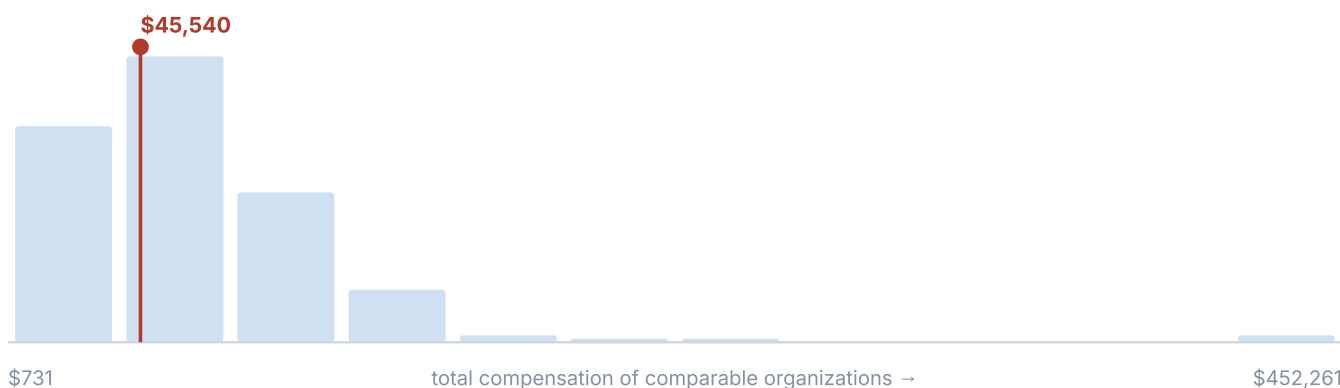 $45,540
$731
total compensation of comparable organizations →
$452,261